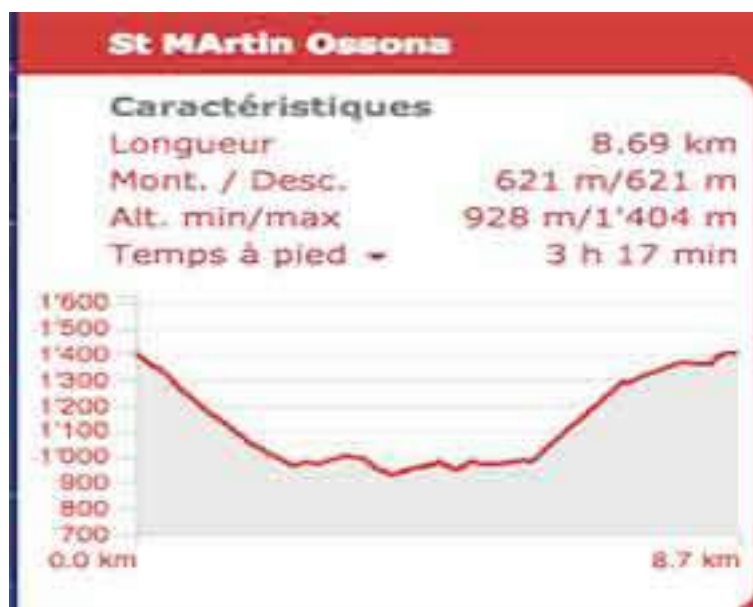 St MArtin Ossona
Caractéristiques
Longueur 8.69 km
Mont. / Desc. 621 m/621 m
Alt. min/max 928 m/1'404 m
Temps à pied 3 h 17 min
1'600
1'500
1'400
1'300
1'200
1'100
1'000
900
800
700
0.0 km 8.7 km